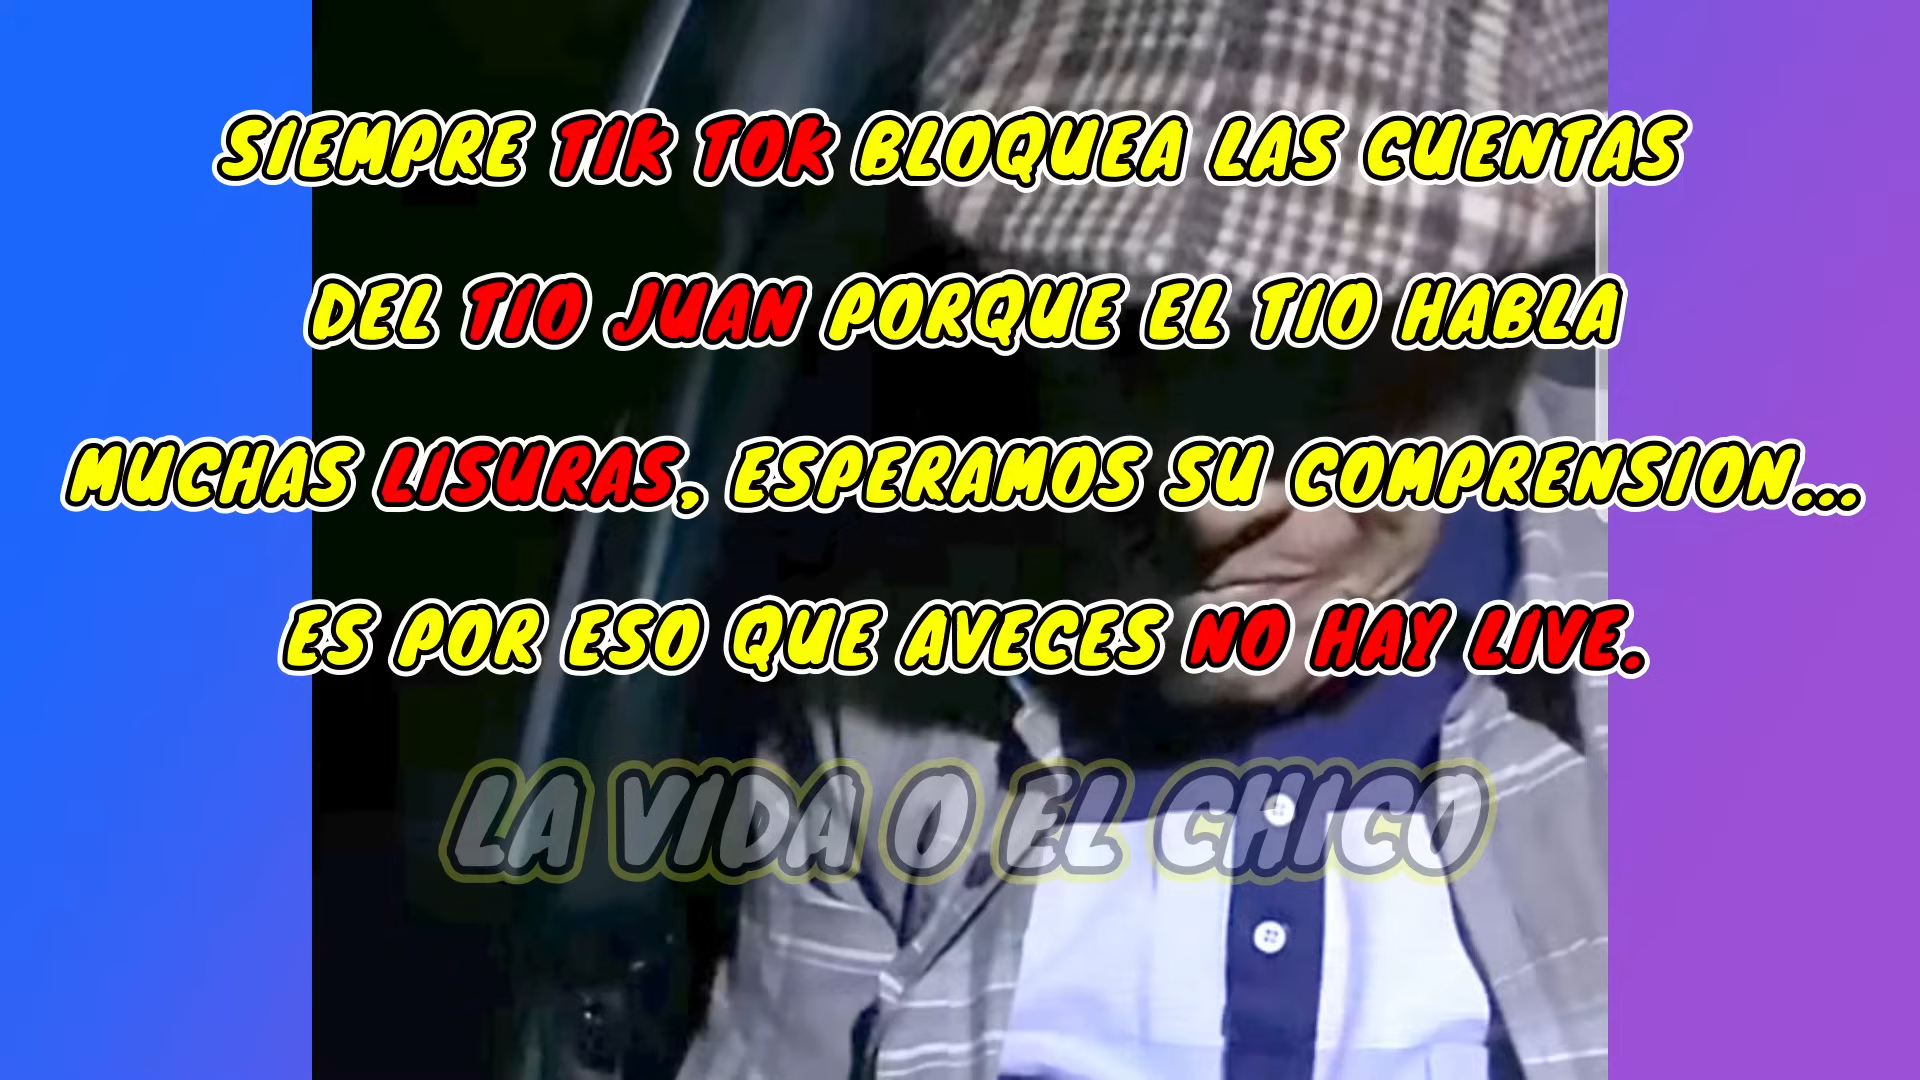 SIEMPRE TIK TOK BLOQUEA LAS CUENTAS
DEL TIO JUAN PORQUE EL TIO HABLA
MUCHAS LISURAS, ESPERAMOS SU COMPRENSION...
ES POR ESO QUE AVECES NO HAY LIVE.
LA VIDA O EL CHICO